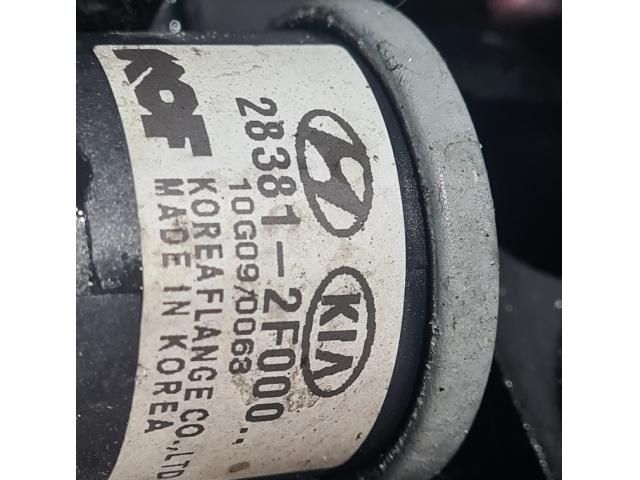 KIA
28381-2F000..
10G09/0063
KOF
KOREA FLANGE CO.,LTD
MADE IN KOREA